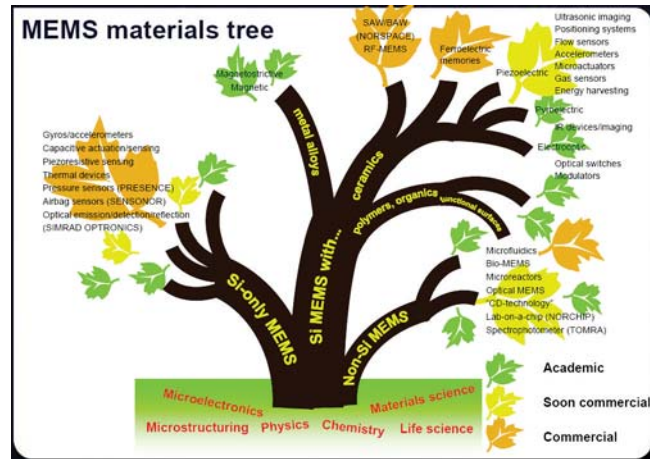 MEMS materials tree
SAW/BAW
(NORSPACE)
RF-MEMS
Ferroelectric
memories
Piezoelectric
Ultrasonic imaging
Positioning systems
Flow sensors
Accelerometers
Microactuators
Gas sensors
Energy harvesting
Magnetostrictive
Magnetic
Pyroelectric
IR devices/imaging
Electrooptic
Optical switches
Modulators
Gyros/accelerometers
Capacitive actuation/sensing
Piezoresistive sensing
Thermal devices
Pressure sensors (PRESENCE)
Airbag sensors (SENSONOR)
Optical emission/detection/reflection
(SIMRAD OPTRONICS)
metal alloys
ceramics
polymers, organics
functional surfaces
Si-only MEMS
Si MEMS with...
Non-Si MEMS
Microfluidics
Bio-MEMS
Microreactors
Optical MEMS
"CD-technology"
Lab-on-a-chip (NORCHIP)
Spectrophotometer (TOMRA)
Academic
Soon commercial
Commercial
Microelectronics
Materials science
Microstructuring
Physics
Chemistry
Life science